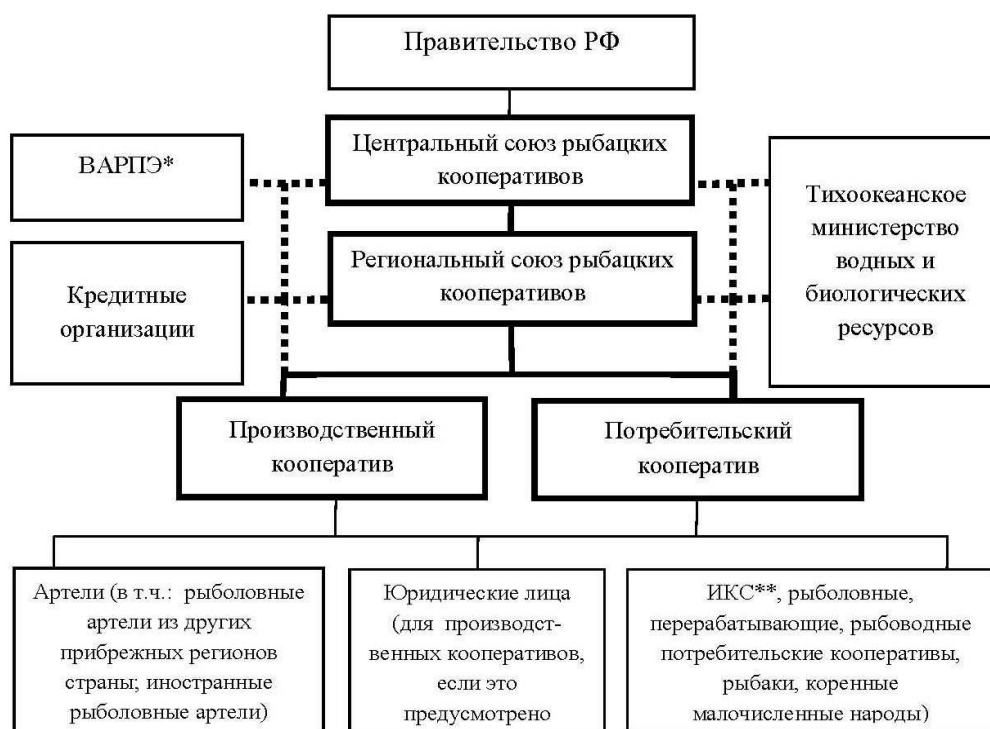 Правительство РФ
Центральный союз рыбацких
кооперативов
ВАРПЭ*
Тихоокеанское
министерство
водных и
биологических
ресурсов
Региональный союз рыбацких
кооперативов
Кредитные
организации
Производственный
кооператив
Потребительский
кооператив
Артели (в т.ч.: рыболовные
артели из других
прибрежных регионов
страны; иностранные
рыболовные артели)
Юридические лица
(для производст-
венных кооперативов,
если это
предусмотрено
ИКС**, рыболовные,
перерабатывающие, рыбоводные
потребительские кооперативы,
рыбаки, коренные
малочисленные народы)